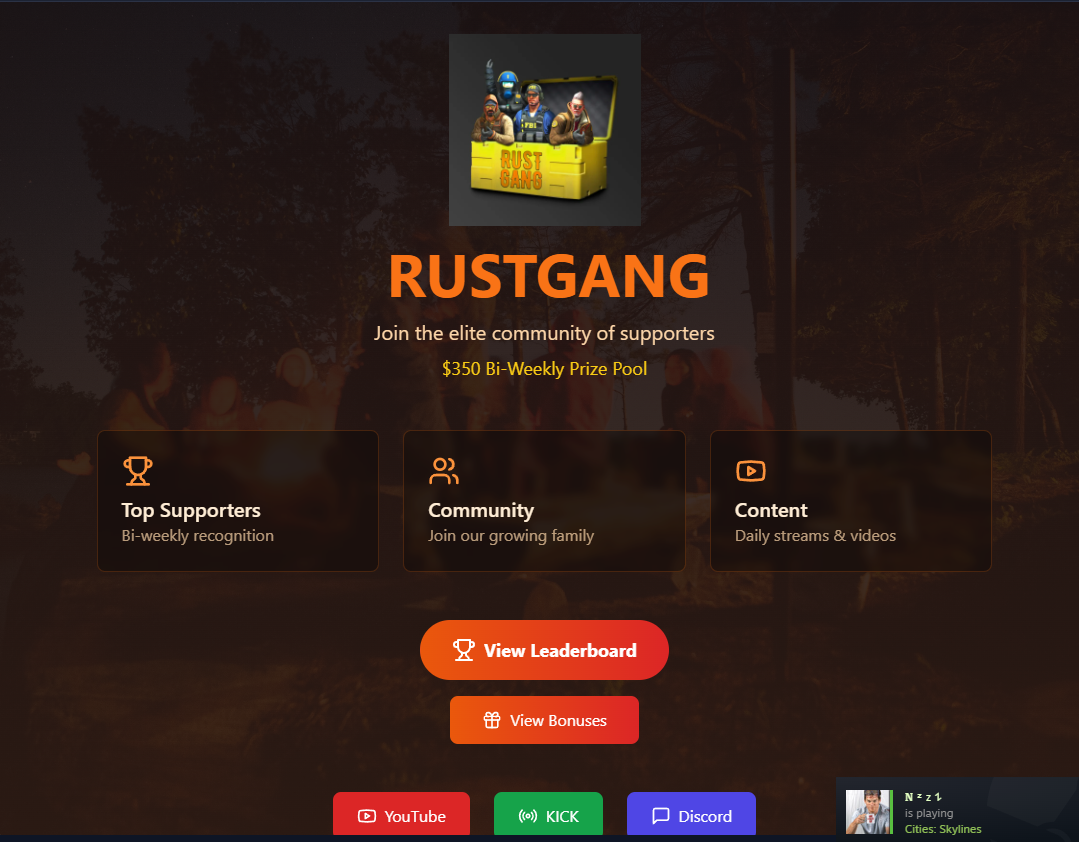 FBI
RUST
GANG
RUSTGANG
Join the elite community of supporters
$350 Bi-Weekly Prize Pool
Top Supporters
Bi-weekly recognition
Community
Join our growing family
Content
Daily streams & videos
View Leaderboard
View Bonuses
YouTube
KICK
Discord
N ᶻ z 𝐙
is playing
Cities: Skylines